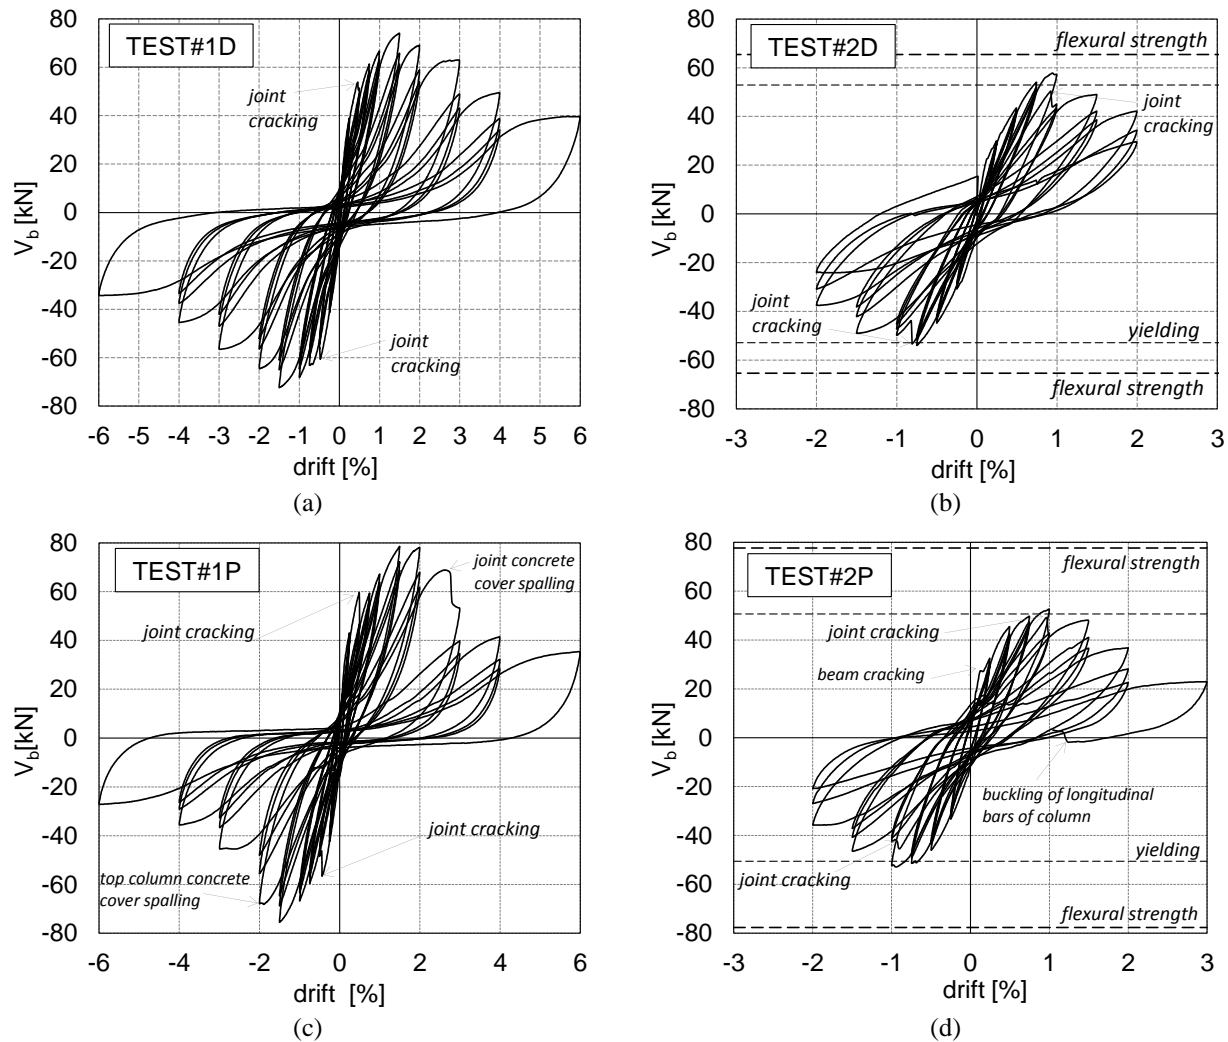 TEST#1D
80
60
40
20
0
-20
-40
-60
-80
V_b [kN]
joint
cracking
joint
cracking
-6 -5 -4 -3 -2 -1 0 1 2 3 4 5 6
drift [%]
(a)
TEST#2D
80
60
40
20
0
-20
-40
-60
-80
V_b [kN]
flexural strength
joint
cracking
joint
cracking
yielding
flexural strength
-3 -2 -1 0 1 2 3
drift [%]
(b)
TEST#1P
80
60
40
20
0
-20
-40
-60
-80
V_b[kN]
joint concrete
cover spalling
joint cracking
joint cracking
top column concrete
cover spalling
-6 -4 -2 0 2 4 6
drift [%]
(c)
TEST#2P
80
60
40
20
0
-20
-40
-60
-80
V_b[kN]
flexural strength
joint cracking
beam cracking
buckling of longitudinal
bars of column
yielding
joint cracking
flexural strength
-3 -2 -1 0 1 2 3
drift [%]
(d)